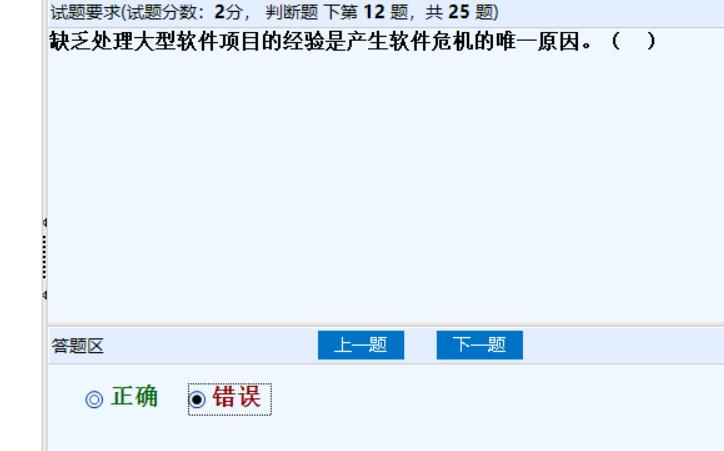 试题要求(试题分数：2分， 判断题 下第 12 题，共 25 题)
缺乏处理大型软件项目的经验是产生软件危机的唯一原因。（ ）
答题区 上一题 下一题
正确 错误